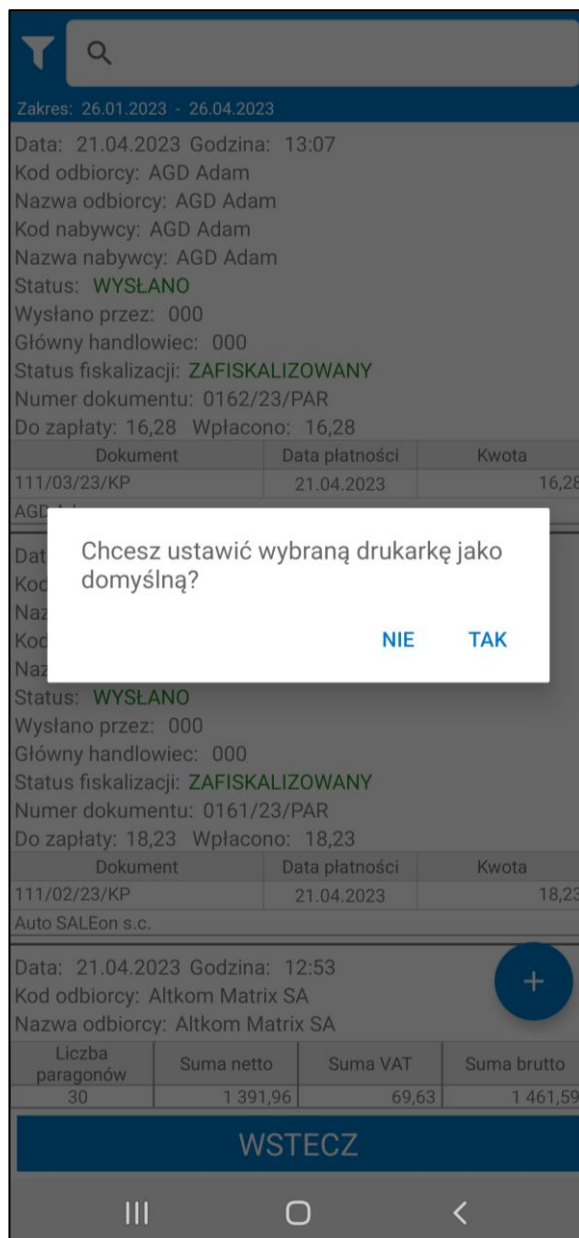 Zakres: 26.01.2023 - 26.04.2023
Data: 21.04.2023 Godzina: 13:07
Kod odbiorcy: AGD Adam
Nazwa odbiorcy: AGD Adam
Kod nabywcy: AGD Adam
Nazwa nabywcy: AGD Adam
Status: WYSŁANO
Wysłano przez: 000
Główny handlowiec: 000
Status fiskalizacji: ZAFISKALIZOWANY
Numer dokumentu: 0162/23/PAR
Do zapłaty: 16,28 Wpłacono: 16,28
Dokument Data płatności Kwota
111/03/23/KP 21.04.2023 16,28
AGD
Chcesz ustawić wybraną drukarkę jako
domyślną?
NIE TAK
Status: WYSŁANO
Wysłano przez: 000
Główny handlowiec: 000
Status fiskalizacji: ZAFISKALIZOWANY
Numer dokumentu: 0161/23/PAR
Do zapłaty: 18,23 Wpłacono: 18,23
Dokument Data płatności Kwota
111/02/23/KP 21.04.2023 18,23
Auto SALEon s.c.
Data: 21.04.2023 Godzina: 12:53
Kod odbiorcy: Altkom Matrix SA
Nazwa odbiorcy: Altkom Matrix SA
Liczba paragonów Suma netto Suma VAT Suma brutto
30 1 391,96 69,63 1 461,59
WSTECZ